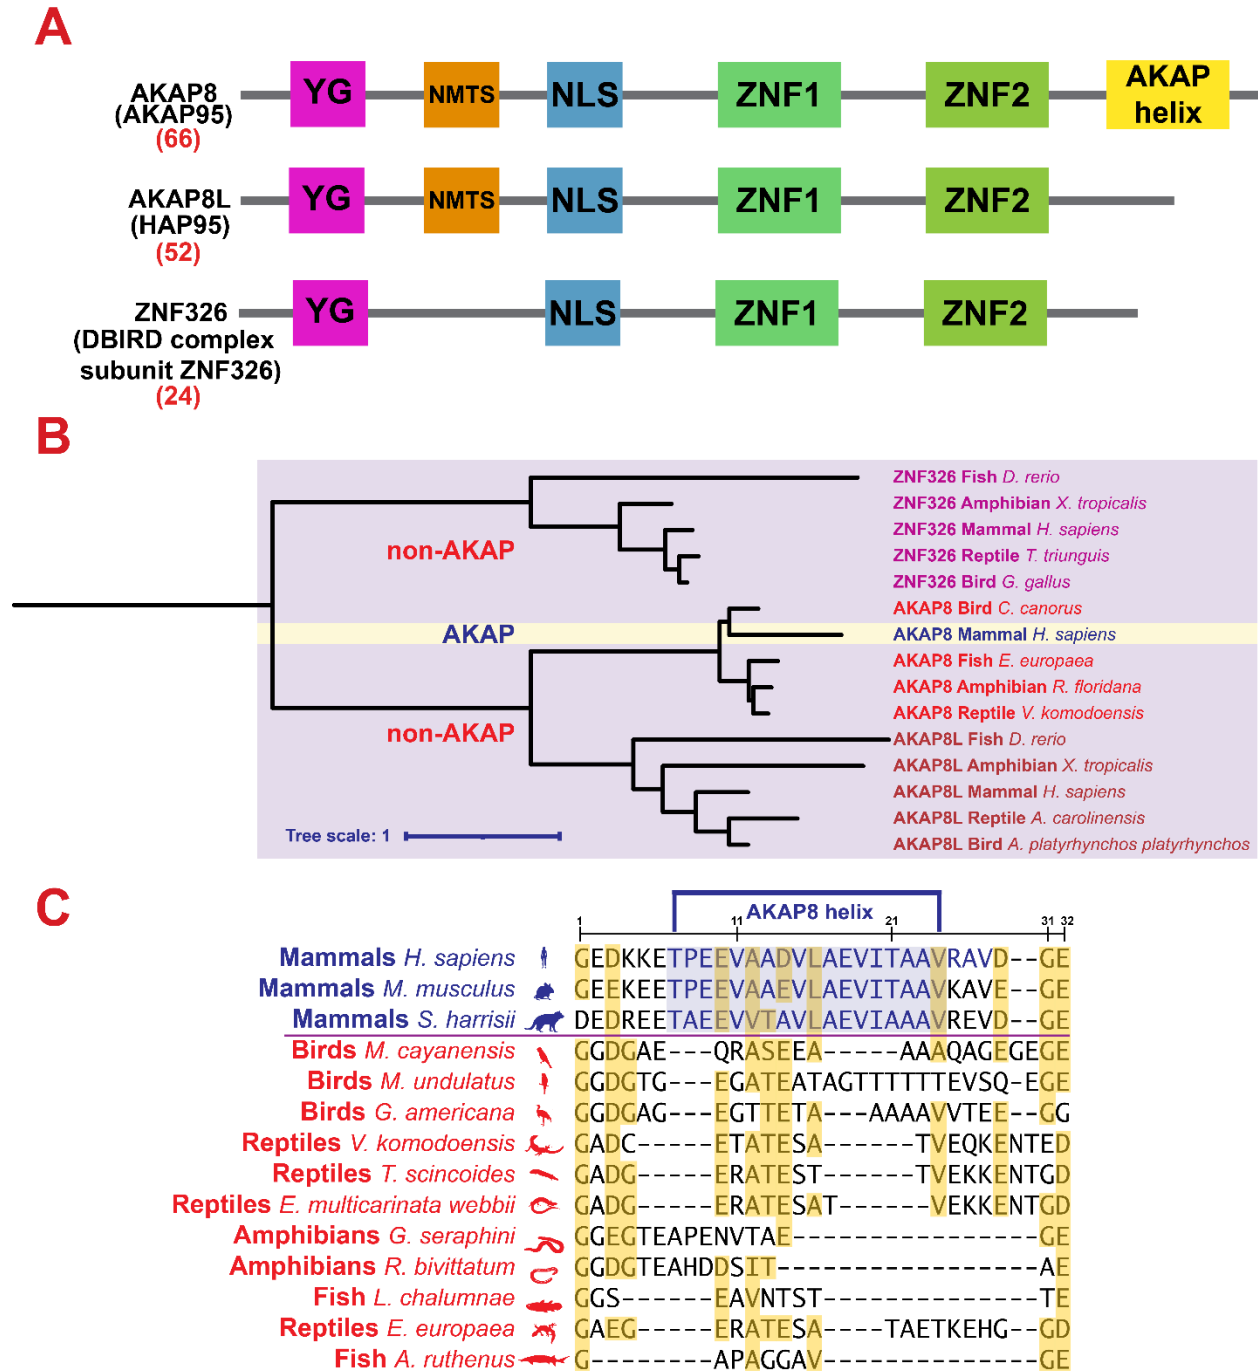 A
AKAP8
(AKAP95)
(66)
YG NMTS NLS ZNF1 ZNF2 AKAP
helix
AKAP8L
(HAP95)
(52)
YG NMTS NLS ZNF1 ZNF2
ZNF326
(DBIRD complex
subunit ZNF326)
(24)
YG NLS ZNF1 ZNF2
B
non-AKAP
AKAP
non-AKAP
ZNF326 Fish D. rerio
ZNF326 Amphibian X. tropicalis
ZNF326 Mammal H. sapiens
ZNF326 Reptile T. triunguis
ZNF326 Bird G. gallus
AKAP8 Bird C. canorus
AKAP8 Mammal H. sapiens
AKAP8 Fish E. europaea
AKAP8 Amphibian R. floridana
AKAP8 Reptile V. komodoensis
AKAP8L Fish D. rerio
AKAP8L Amphibian X. tropicalis
AKAP8L Mammal H. sapiens
AKAP8L Reptile A. carolinensis
AKAP8L Bird A. platyrhynchos platyrhynchos
Tree scale: 1
C
AKAP8 helix
1 11 21 31 32
Mammals H. sapiens GEDKKETPEEVAADVLAEVITAAVRAVD--GE
Mammals M. musculus GEEKEETPEEVAAEVLAEVITAAVKAVE--GE
Mammals S. harrisii DEDREETAEEVVTAVLAEVIAAAVREVD--GE
Birds M. cayanensis GGDGAE---QRASEEA-----AAAQAGEGEGE
Birds M. undulatus GGDGTG---EGATEATAGTTTTTTEVSQ-EGE
Birds G. americana GGDGAG---EGTTETA---AAAAVVTEE--GG
Reptiles V. komodoensis GADC-----ETATESA------TVEQKENTED
Reptiles T. scincoides GADG-----ERATEST------TVEKKENTGD
Reptiles E. multicarinata webbii GADG-----ERATESAT------VEKKENTGD
Amphibians G. seraphini GGEGTEAPENVTAE----------------GE
Amphibians R. bivittatum GGDGTEAHDDSIT-----------------AE
Fish L. chalumnae GGS------EAVNTST--------------TE
Reptiles E. europaea GAEG-----ERATESA----TAETKEHG--GD
Fish A. ruthenus G--------APAGGAV--------------GE